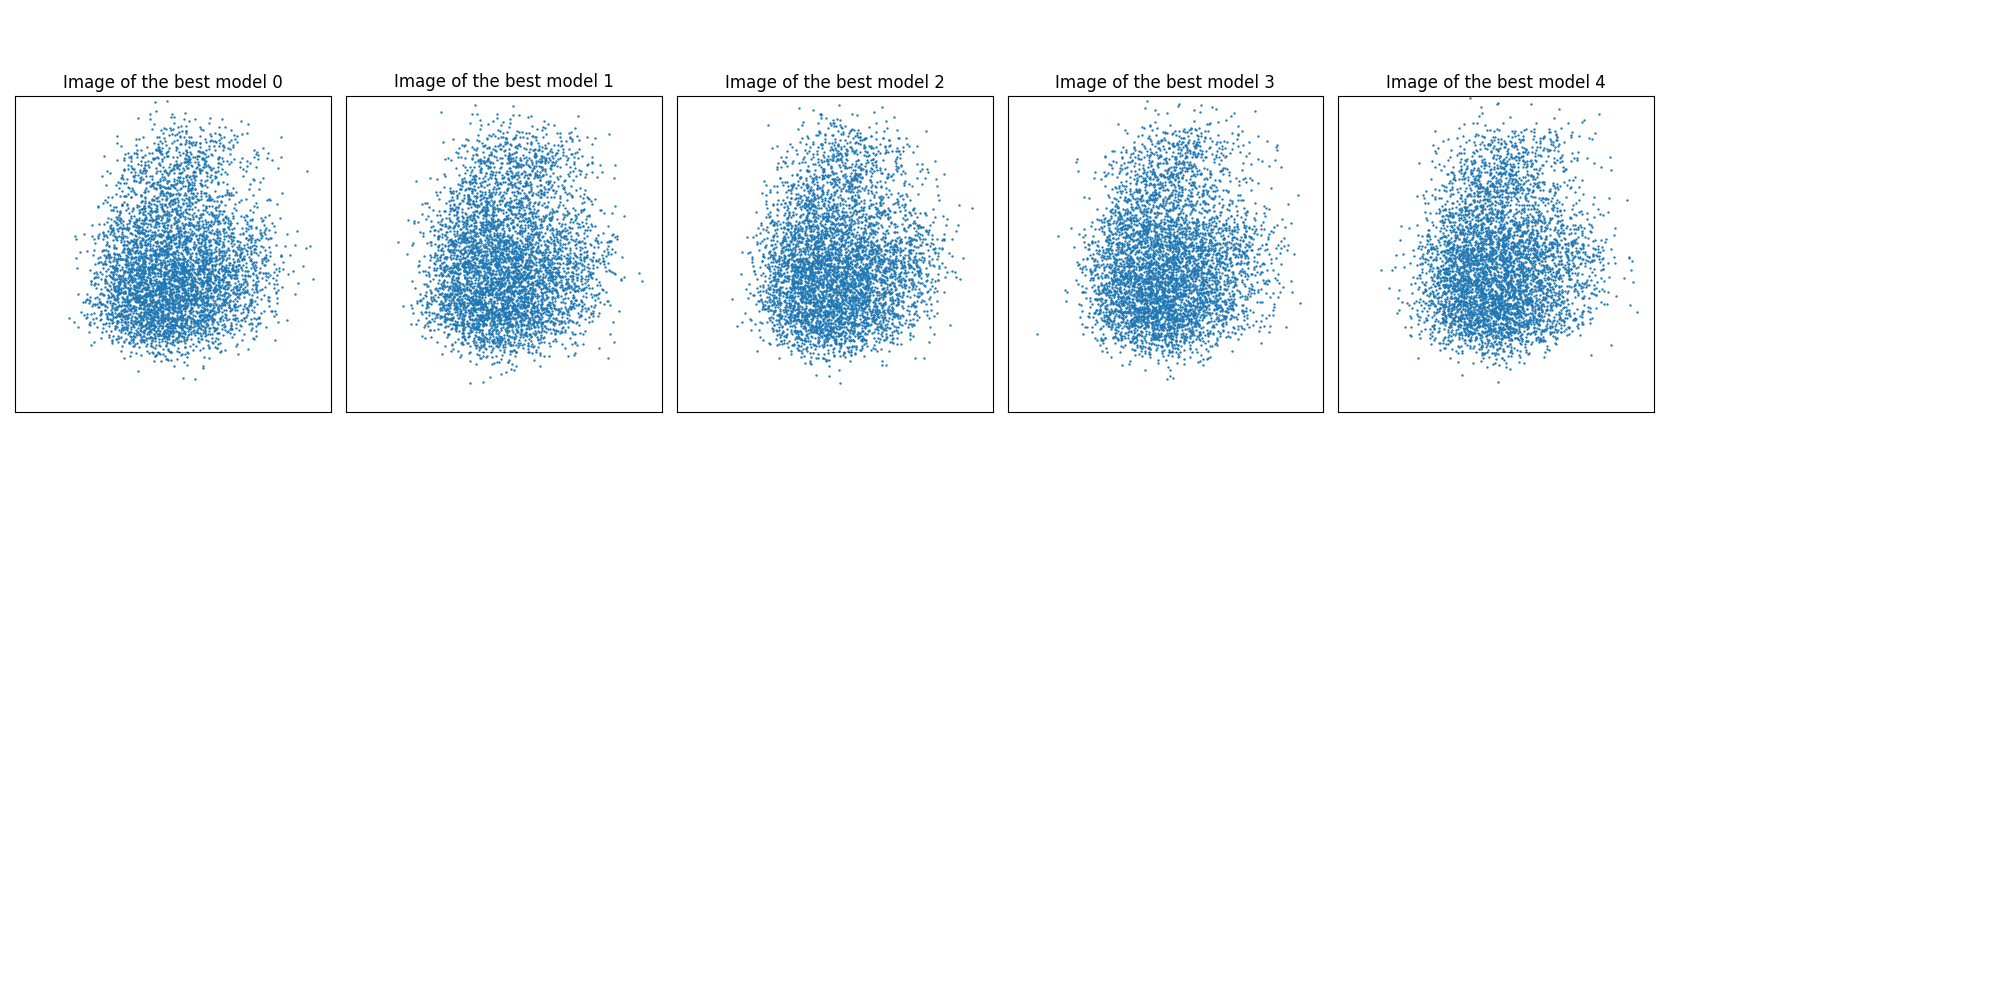 Image of the best model 0
Image of the best model 1
Image of the best model 2
Image of the best model 3
Image of the best model 4